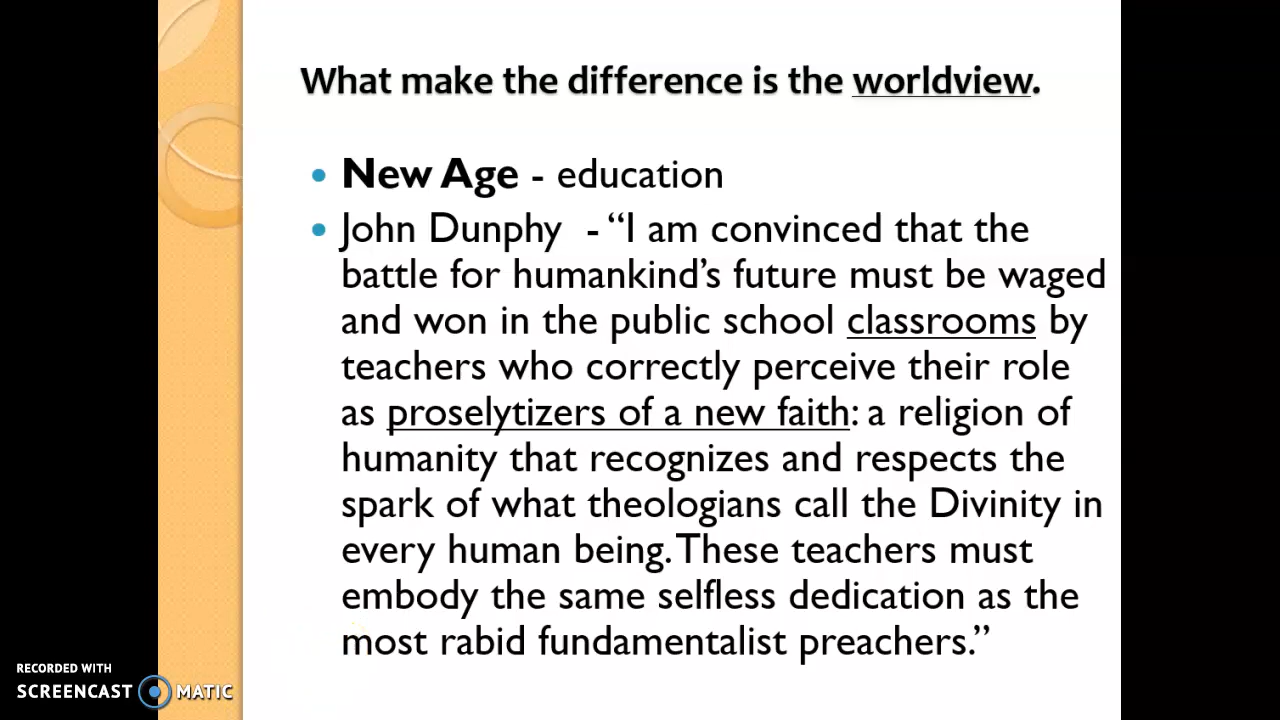 What make the difference is the worldview.
• New Age - education
• John Dunphy - “I am convinced that the
battle for humankind’s future must be waged
and won in the public school classrooms by
teachers who correctly perceive their role
as proselytizers of a new faith: a religion of
humanity that recognizes and respects the
spark of what theologians call the Divinity in
every human being. These teachers must
embody the same selfless dedication as the
most rabid fundamentalist preachers.”
RECORDED WITH
SCREENCAST MATIC